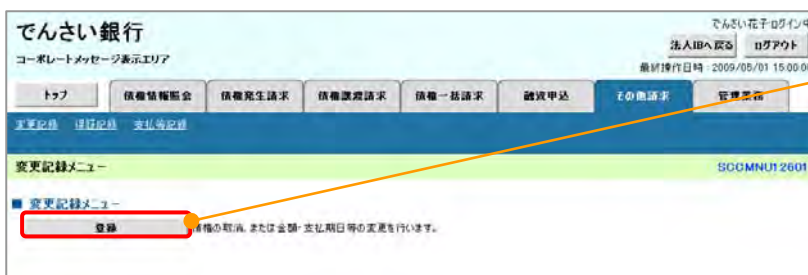 でんさい銀行
コーポレートメッセージ表示エリア
でんさい花子ログイン中
法人IBへ戻る ログアウト
最終操作日時:2009/05/01 15:00:00
トップ 債権情報照会 債権発生請求 債権譲渡請求 債権一括請求 融資申込 その他請求 管理業務
変更記録 保証記録 支払等記録
変更記録メニュー SCCMNU12601
■ 変更記録メニュー
登録 債権の取消、または金額・支払期日等の変更を行います。